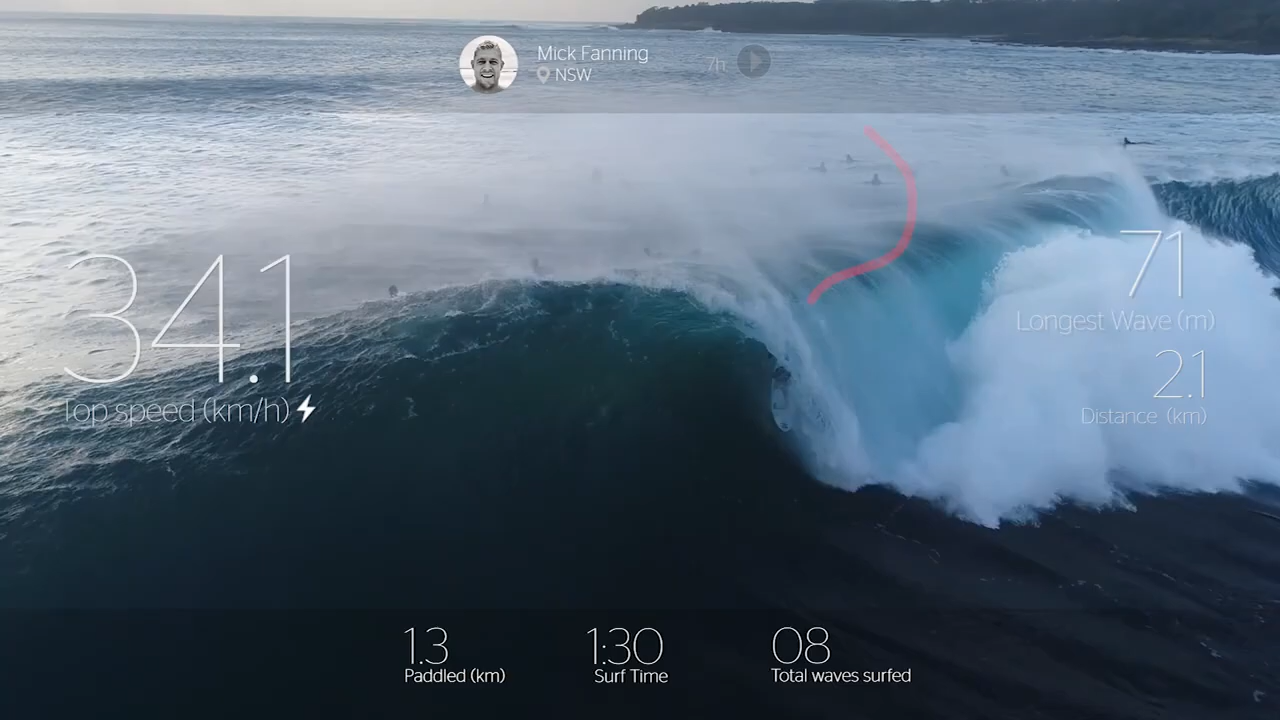 Mick Fanning
NSW
7h
34.1
Top speed (km/h)
71
Longest Wave (m)
2.1
Distance (km)
1.3
Paddled (km)
1:30
Surf Time
08
Total waves surfed